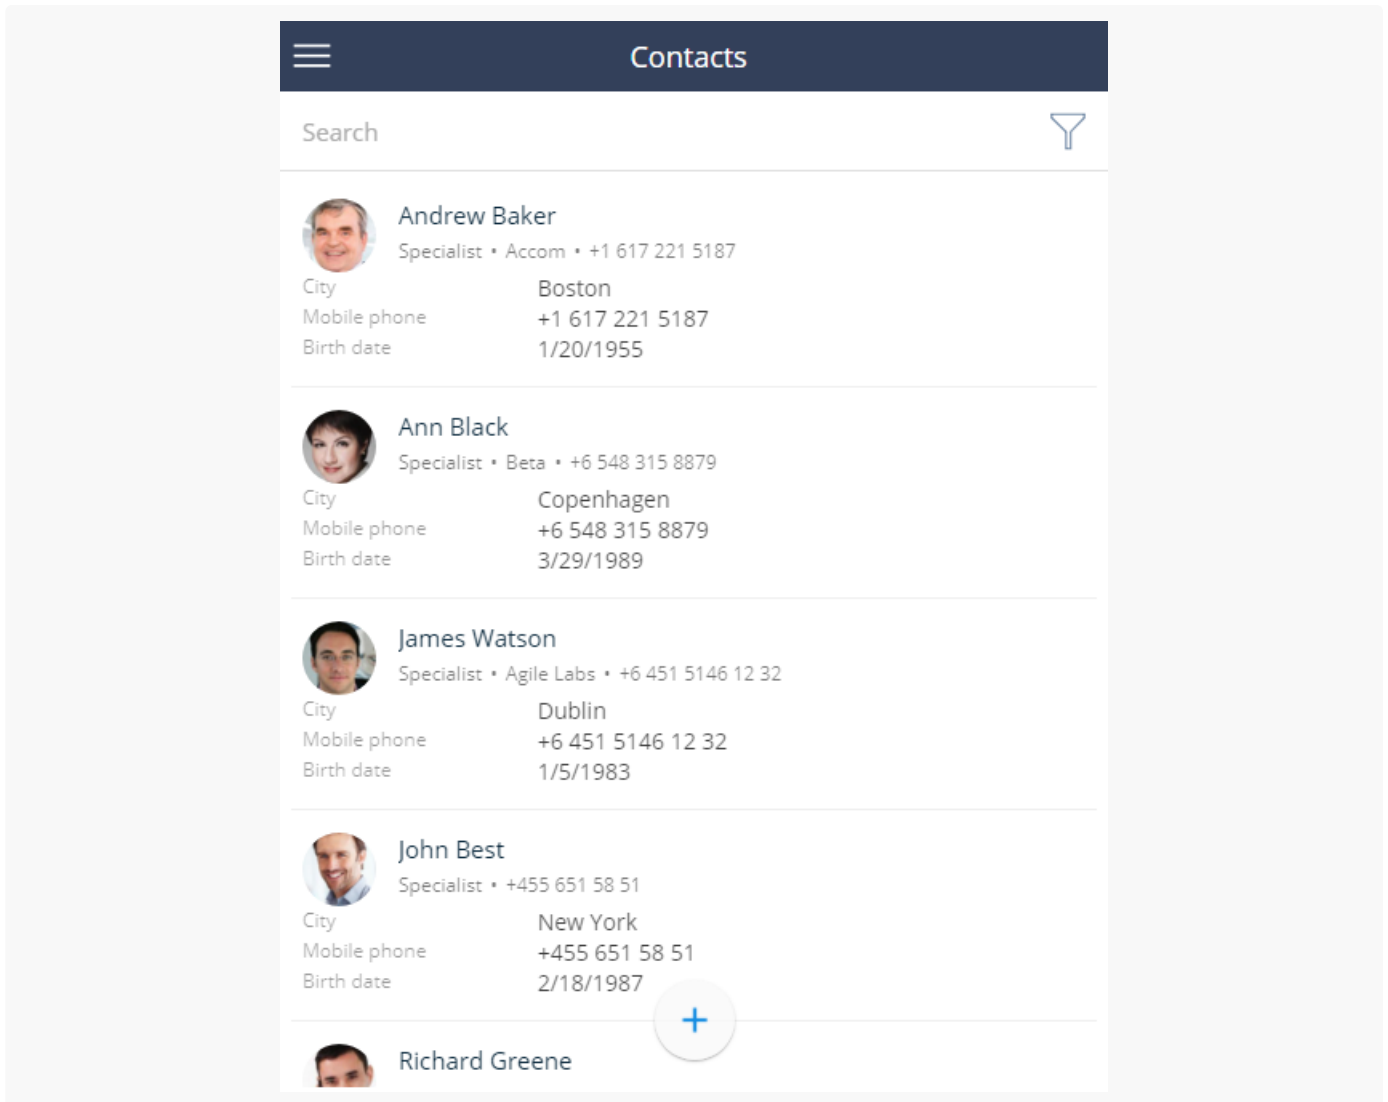 Contacts
Search
Andrew Baker
Specialist • Accom • +1 617 221 5187
City Boston
Mobile phone +1 617 221 5187
Birth date 1/20/1955
Ann Black
Specialist • Beta • +6 548 315 8879
City Copenhagen
Mobile phone +6 548 315 8879
Birth date 3/29/1989
James Watson
Specialist • Agile Labs • +6 451 5146 12 32
City Dublin
Mobile phone +6 451 5146 12 32
Birth date 1/5/1983
John Best
Specialist • +455 651 58 51
City New York
Mobile phone +455 651 58 51
Birth date 2/18/1987
+
Richard Greene